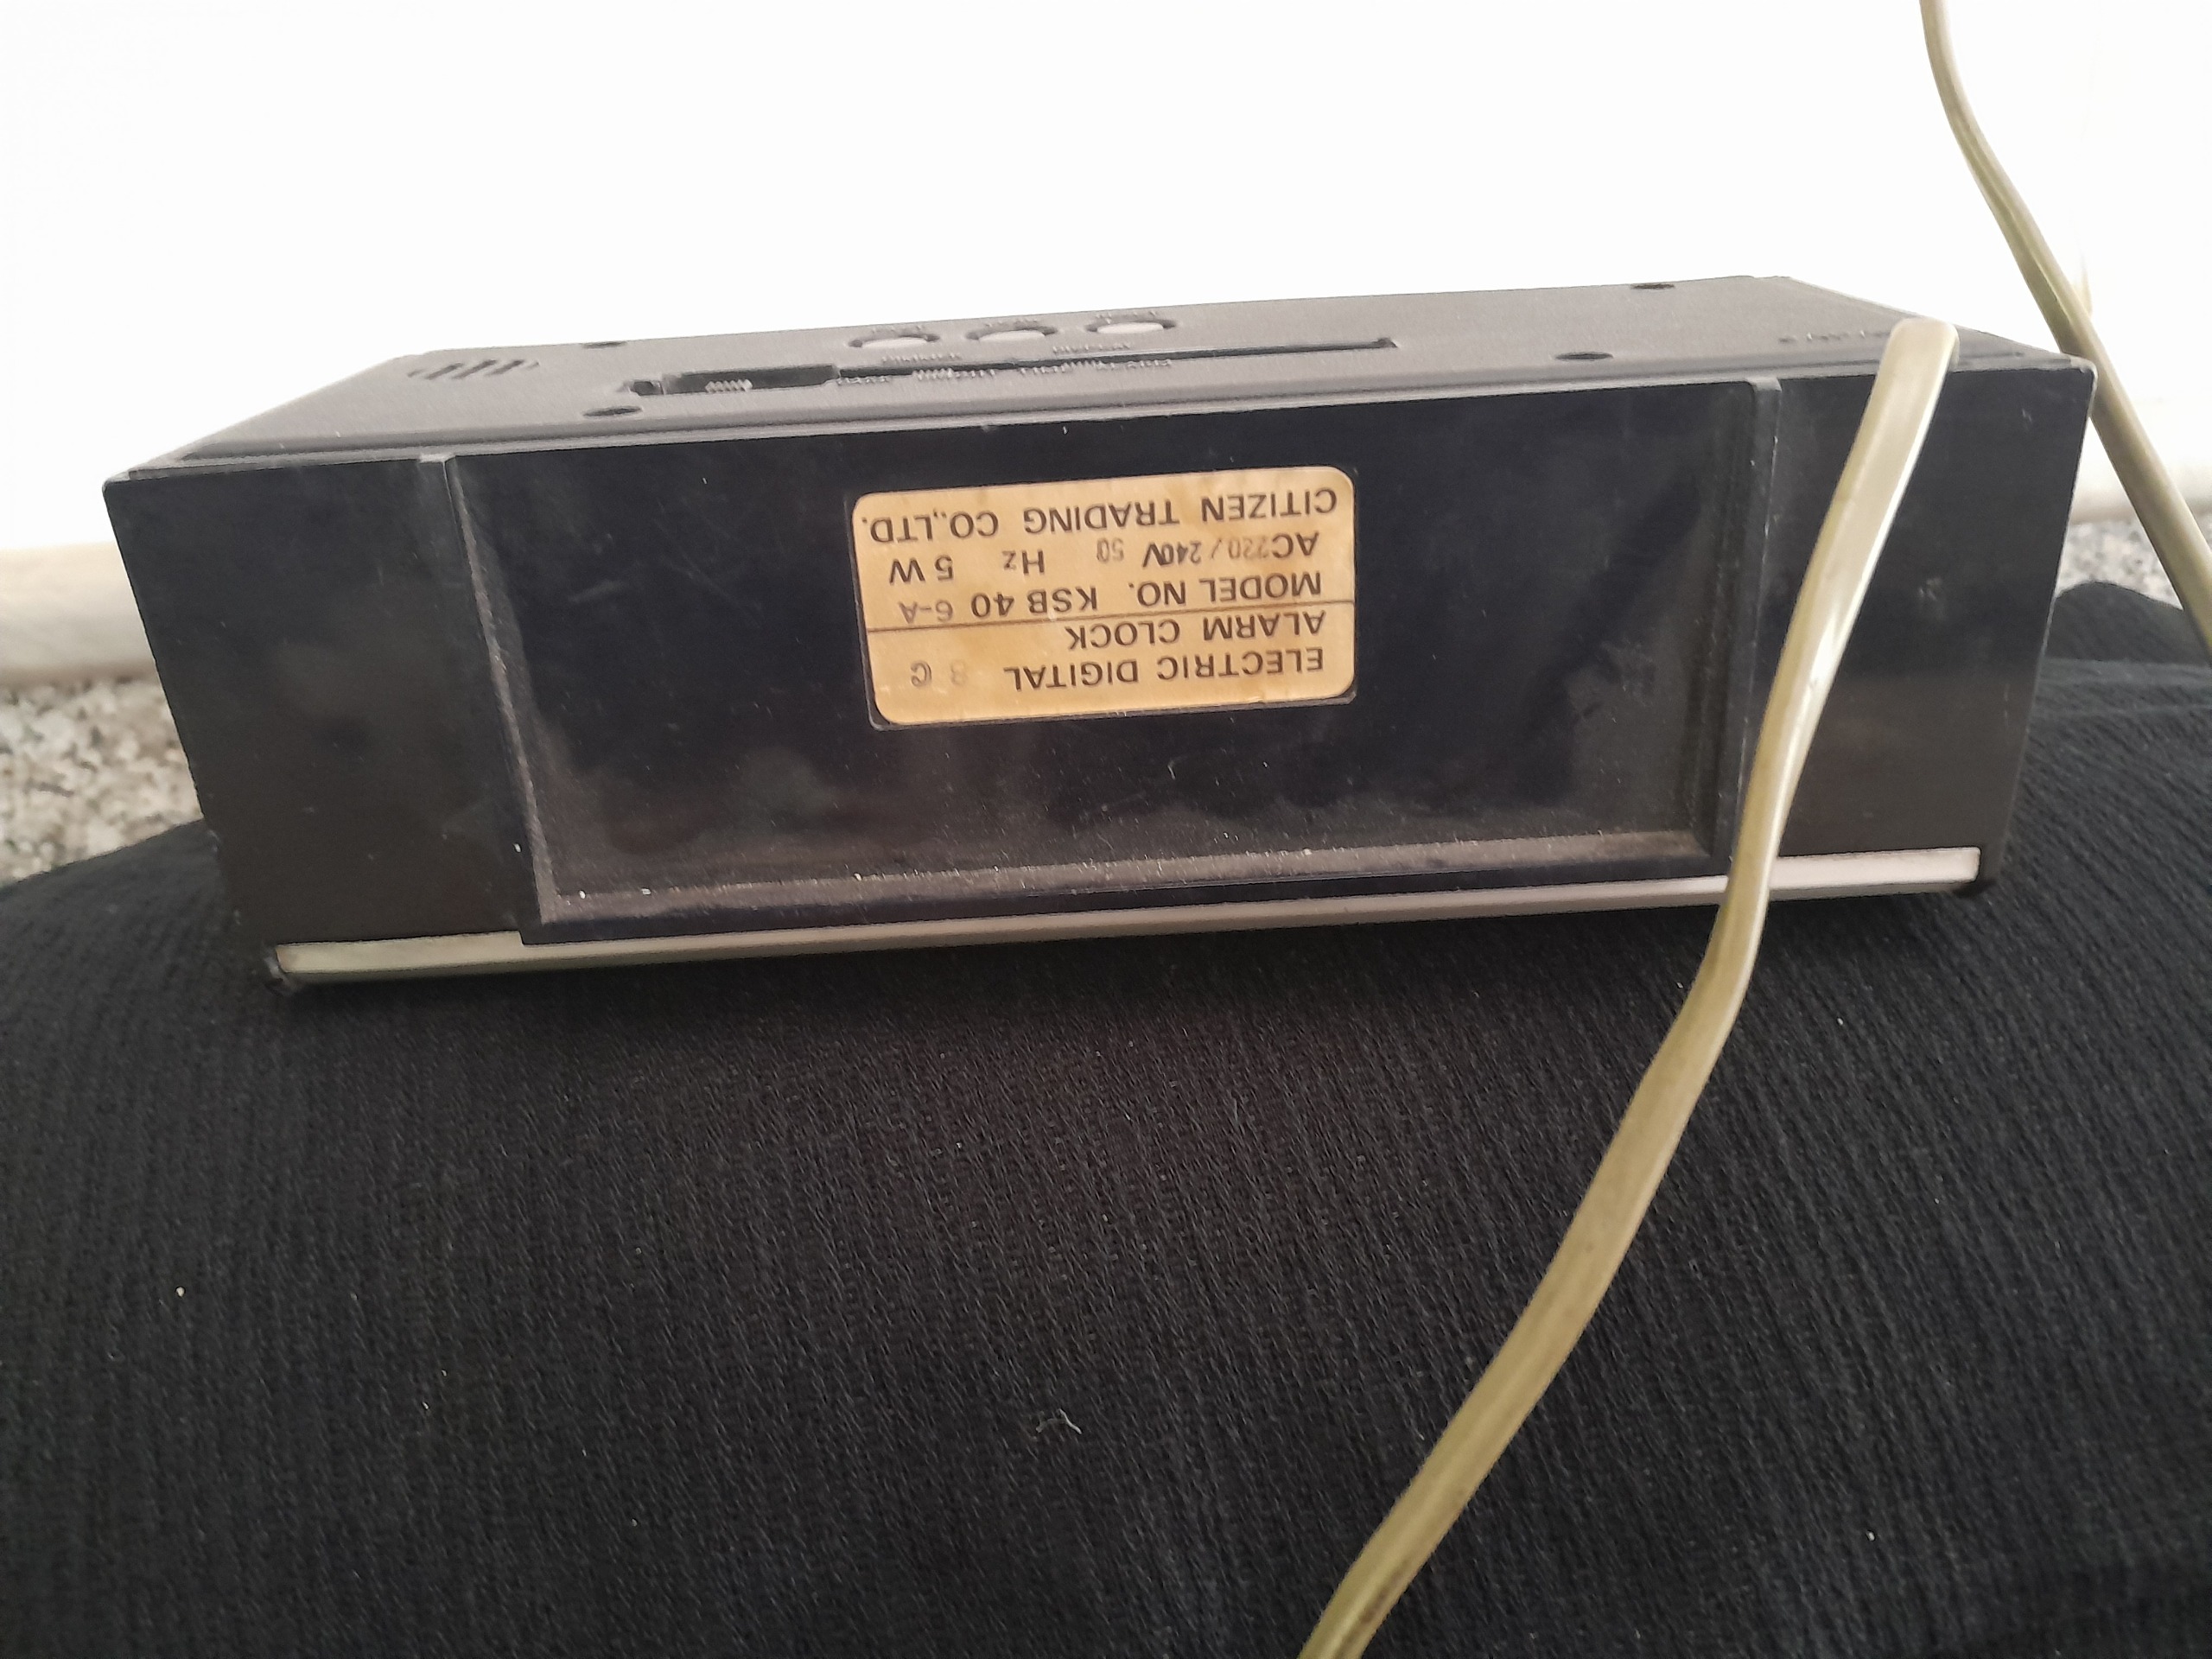 ELECTRIC DIGITAL 8 C
ALARM CLOCK
MODEL NO. KSB 40 6-A
AC220/240V 50 Hz 5 W
CITIZEN TRADING CO.,LTD.